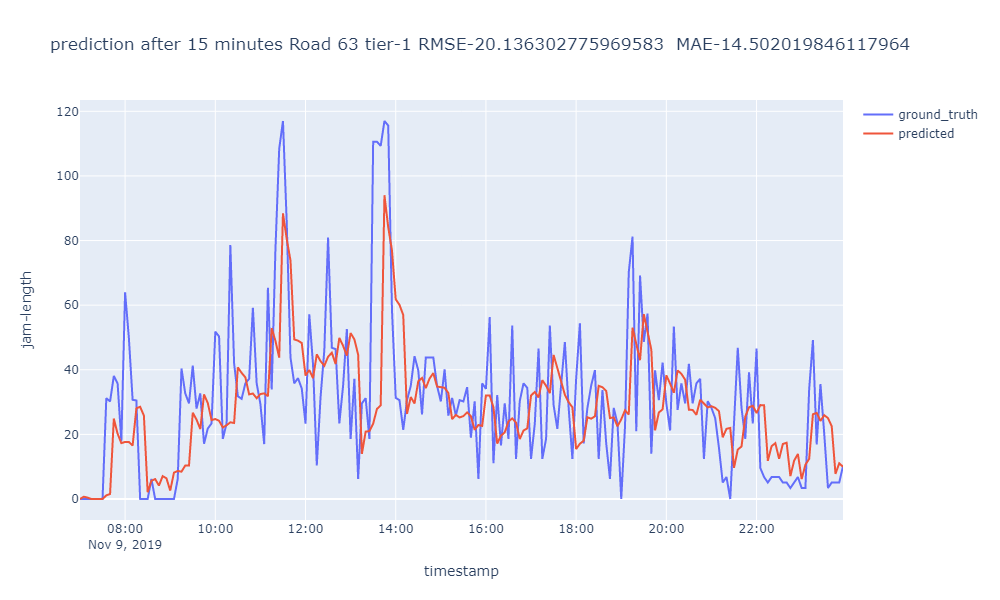 prediction after 15 minutes Road 63 tier-1 RMSE-20.136302775969583  MAE-14.502019846117964
ground_truth
predicted
120
100
80
60
40
20
0
jam-length
08:00 10:00 12:00 14:00 16:00 18:00 20:00 22:00
Nov 9, 2019
timestamp